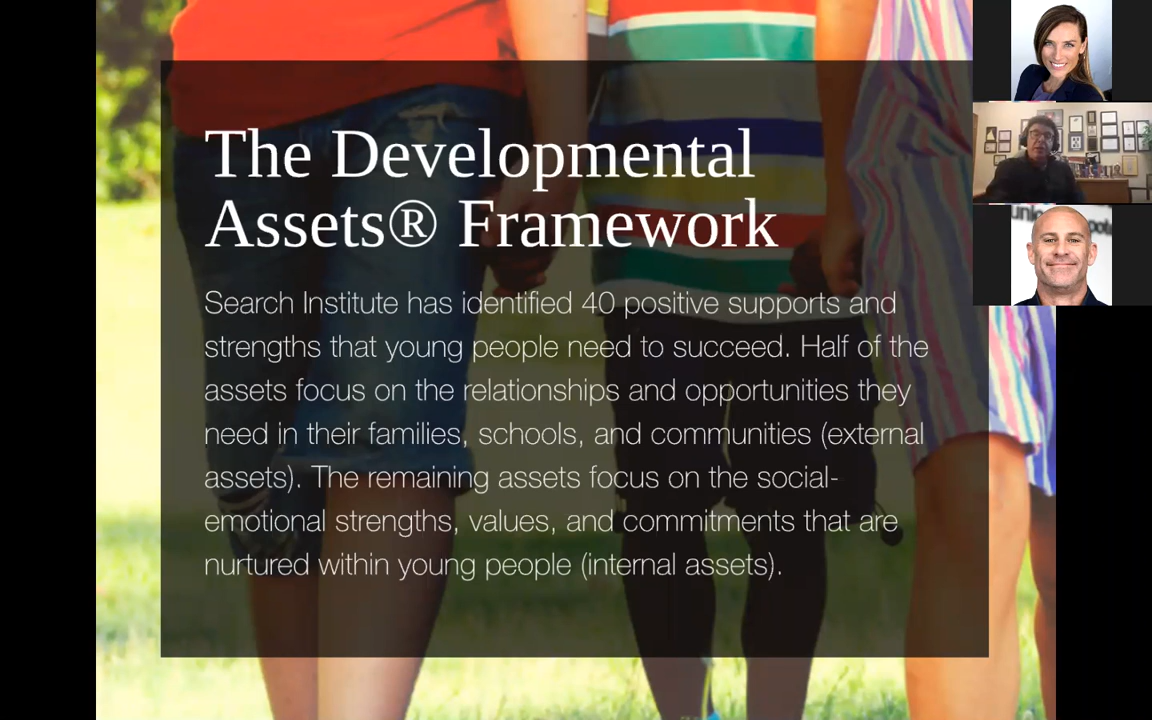 The Developmental
Assets® Framework
Search Institute has identified 40 positive supports and
strengths that young people need to succeed. Half of the
assets focus on the relationships and opportunities they
need in their families, schools, and communities (external
assets). The remaining assets focus on the social-
emotional strengths, values, and commitments that are
nurtured within young people (internal assets).